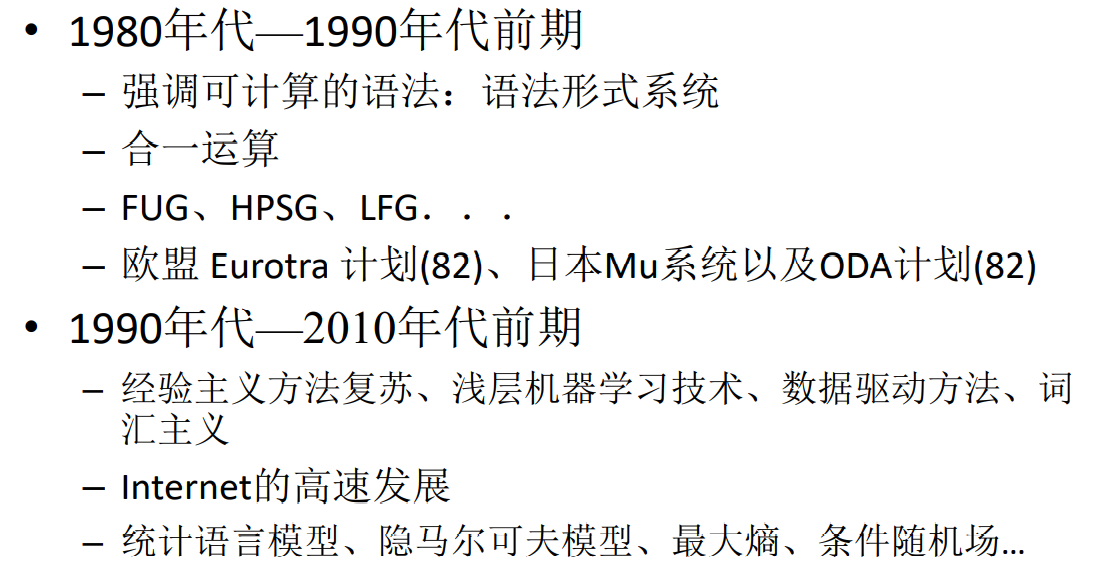 • 1980年代—1990年代前期
– 强调可计算的语法：语法形式系统
– 合一运算
– FUG、HPSG、LFG．．．
– 欧盟 Eurotra 计划(82)、日本Mu系统以及ODA计划(82)
• 1990年代—2010年代前期
– 经验主义方法复苏、浅层机器学习技术、数据驱动方法、词
汇主义
– Internet的高速发展
– 统计语言模型、隐马尔可夫模型、最大熵、条件随机场...